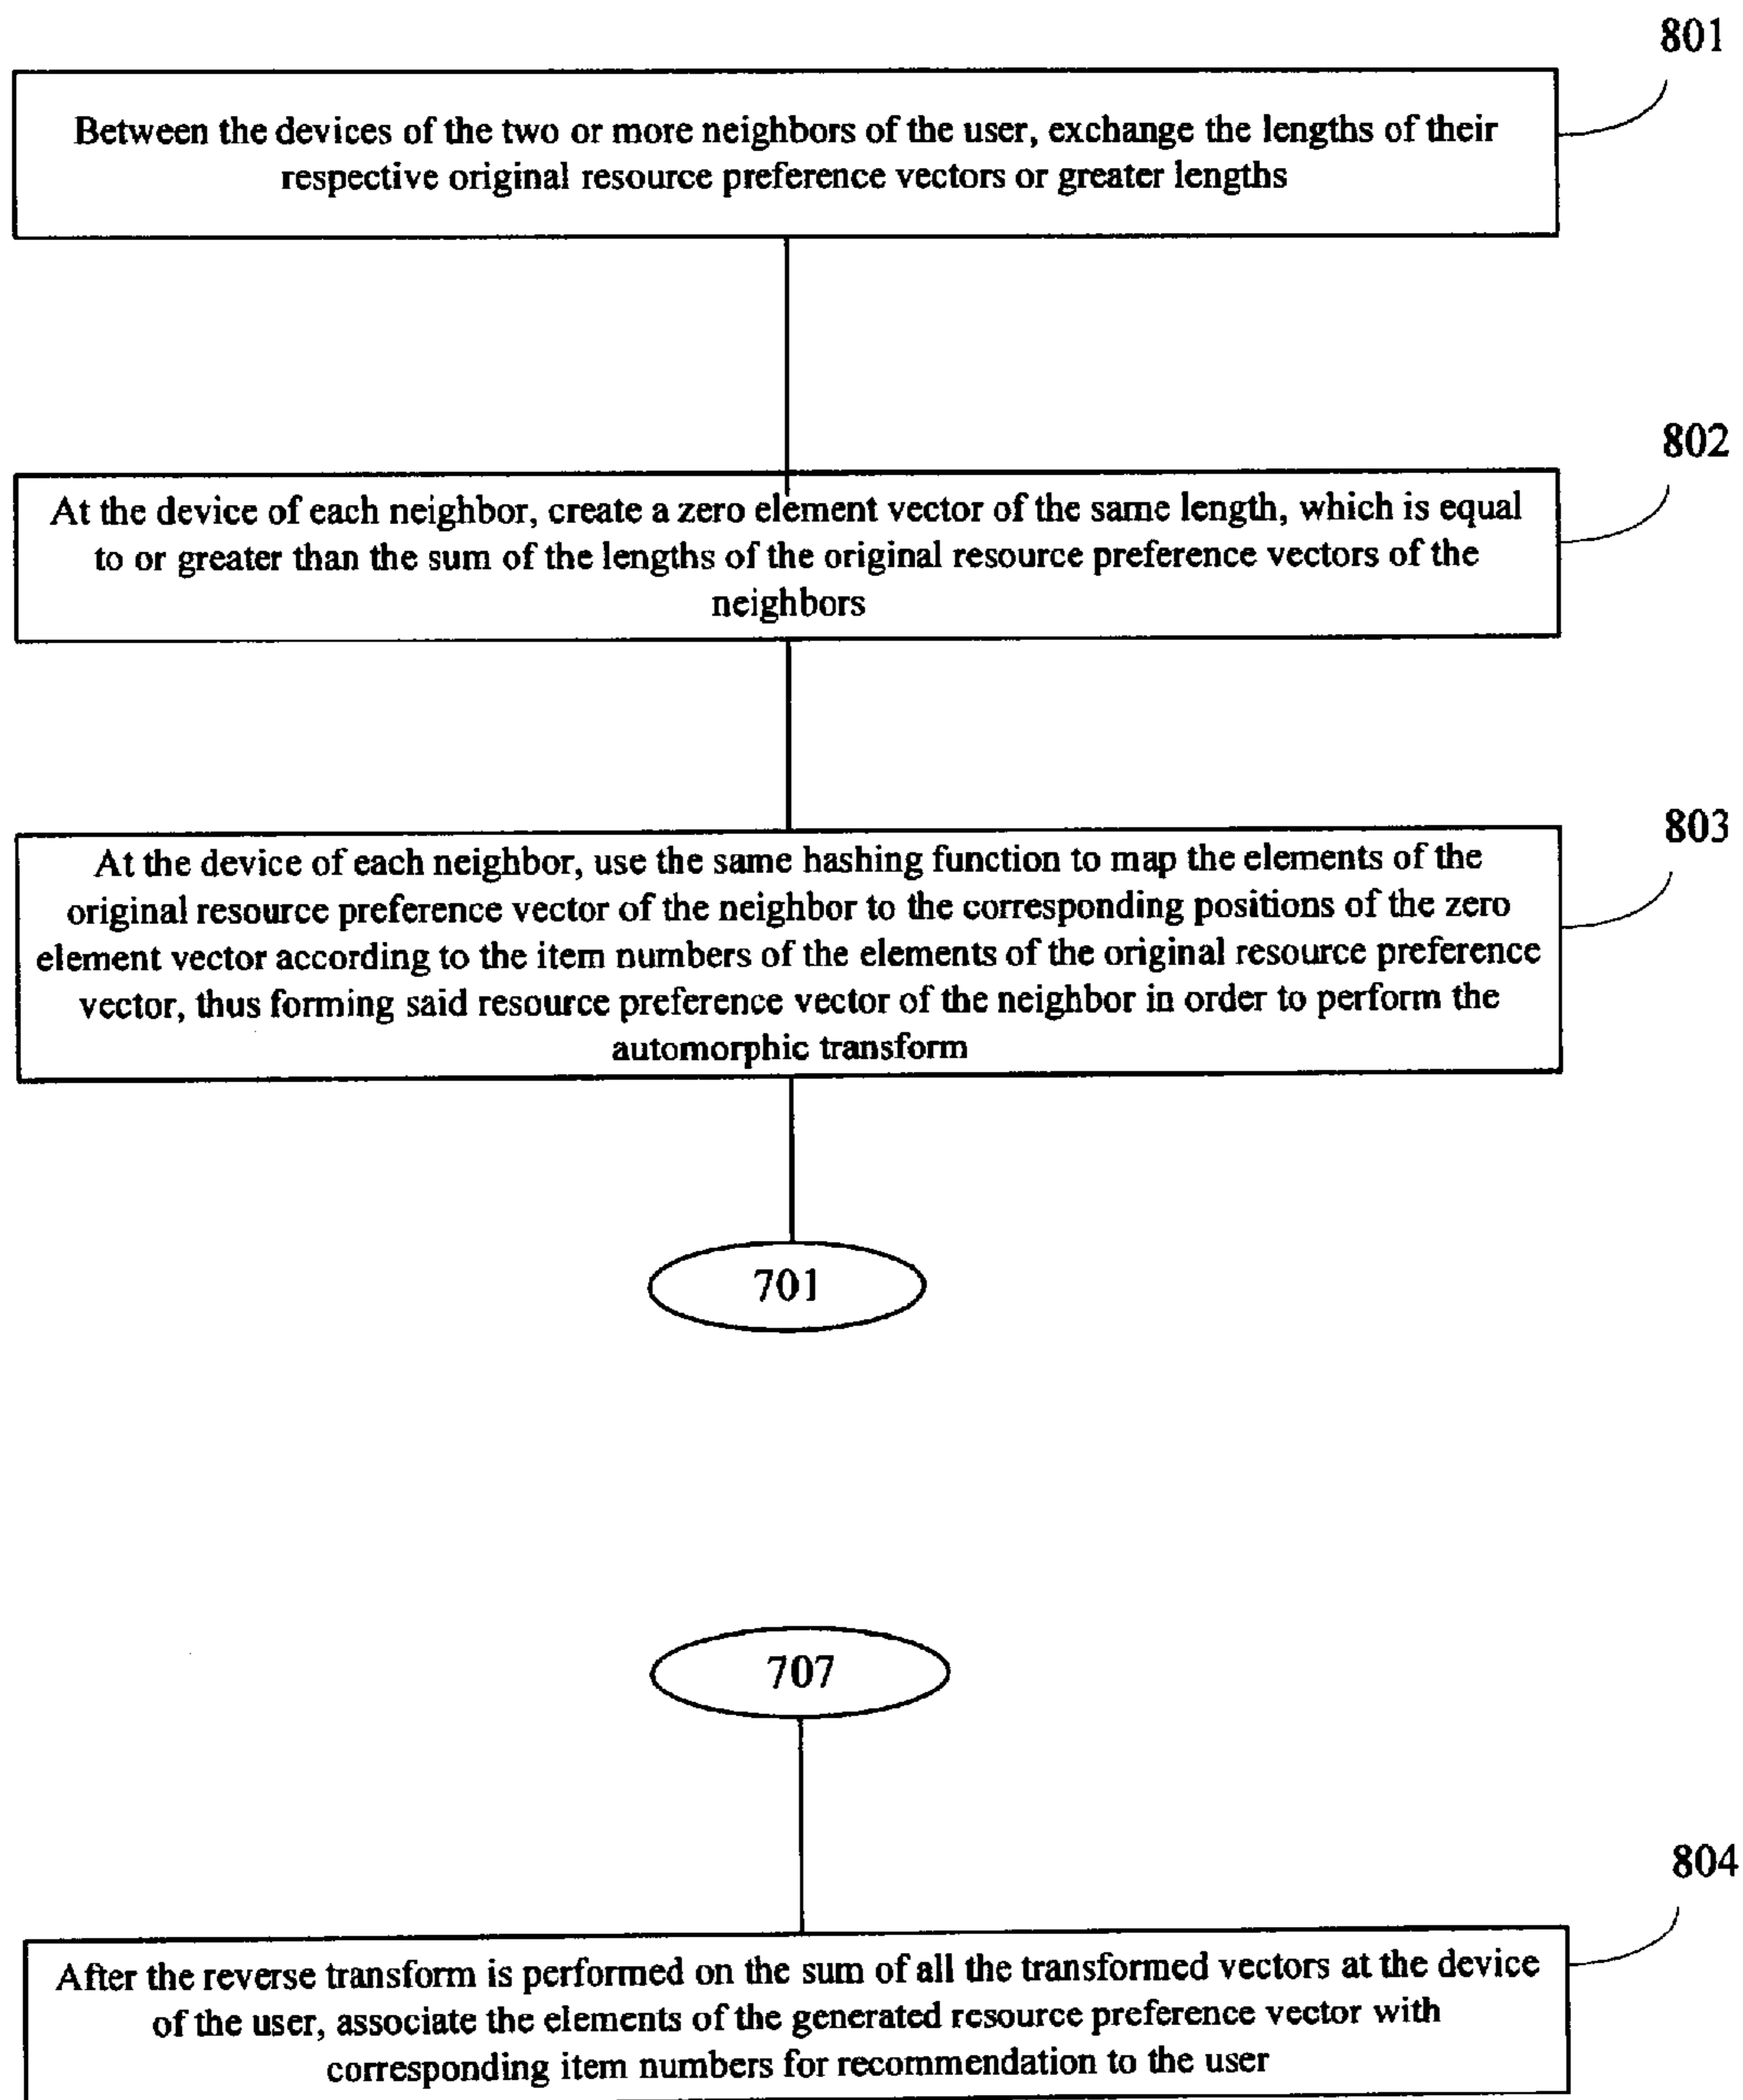 801
Between the devices of the two or more neighbors of the user, exchange the lengths of their
respective original resource preference vectors or greater lengths
802
At the device of each neighbor, create a zero element vector of the same length, which is equal
to or greater than the sum of the lengths of the original resource preference vectors of the
neighbors
803
At the device of each neighbor, use the same hashing function to map the elements of the
original resource preference vector of the neighbor to the corresponding positions of the zero
element vector according to the item numbers of the elements of the original resource preference
vector, thus forming said resource preference vector of the neighbor in order to perform the
automorphic transform
701
707
804
After the reverse transform is performed on the sum of all the transformed vectors at the device
of the user, associate the elements of the generated resource preference vector with
corresponding item numbers for recommendation to the user